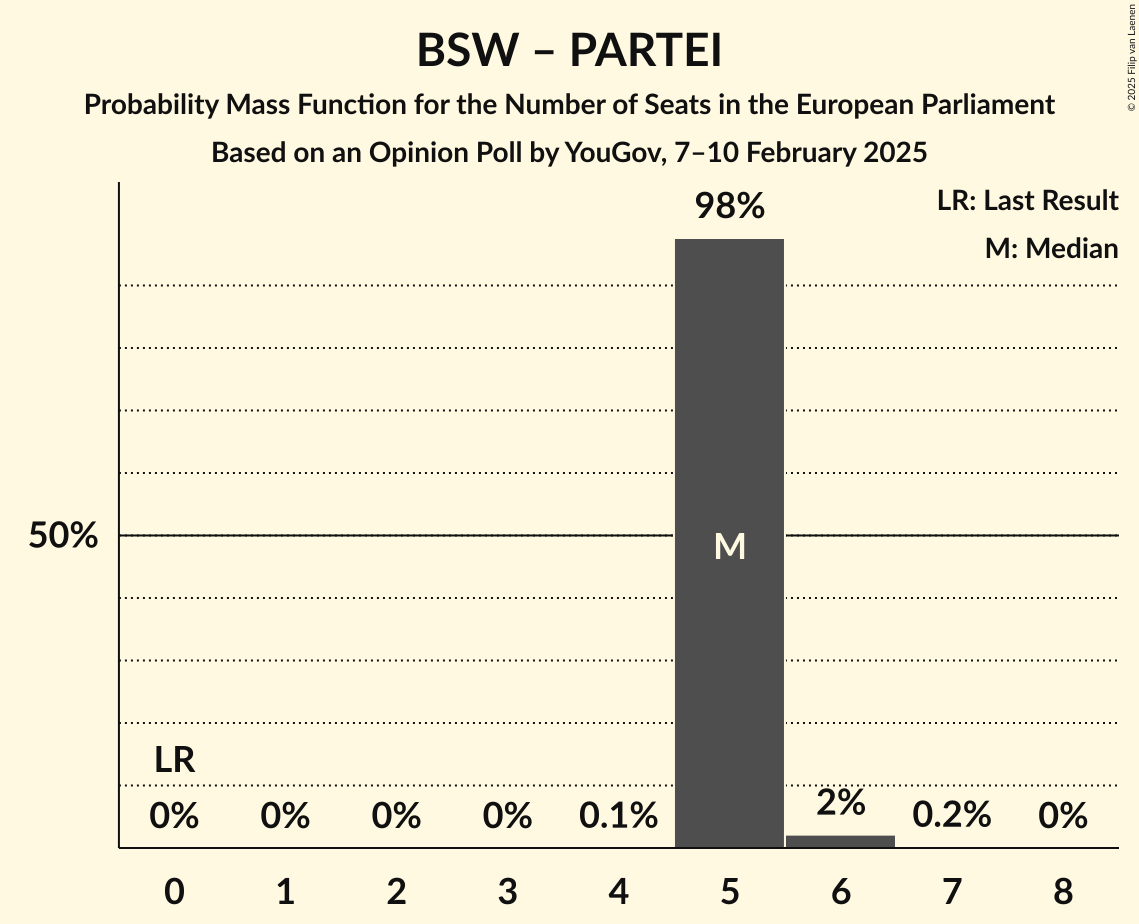 BSW – PARTEI
Probability Mass Function for the Number of Seats in the European Parliament
Based on an Opinion Poll by YouGov, 7–10 February 2025
© 2025 Filip van Laenen
LR: Last Result
M: Median
98%
50%
M
LR
0% 0% 0% 0% 0.1% 2% 0.2% 0%
0 1 2 3 4 5 6 7 8